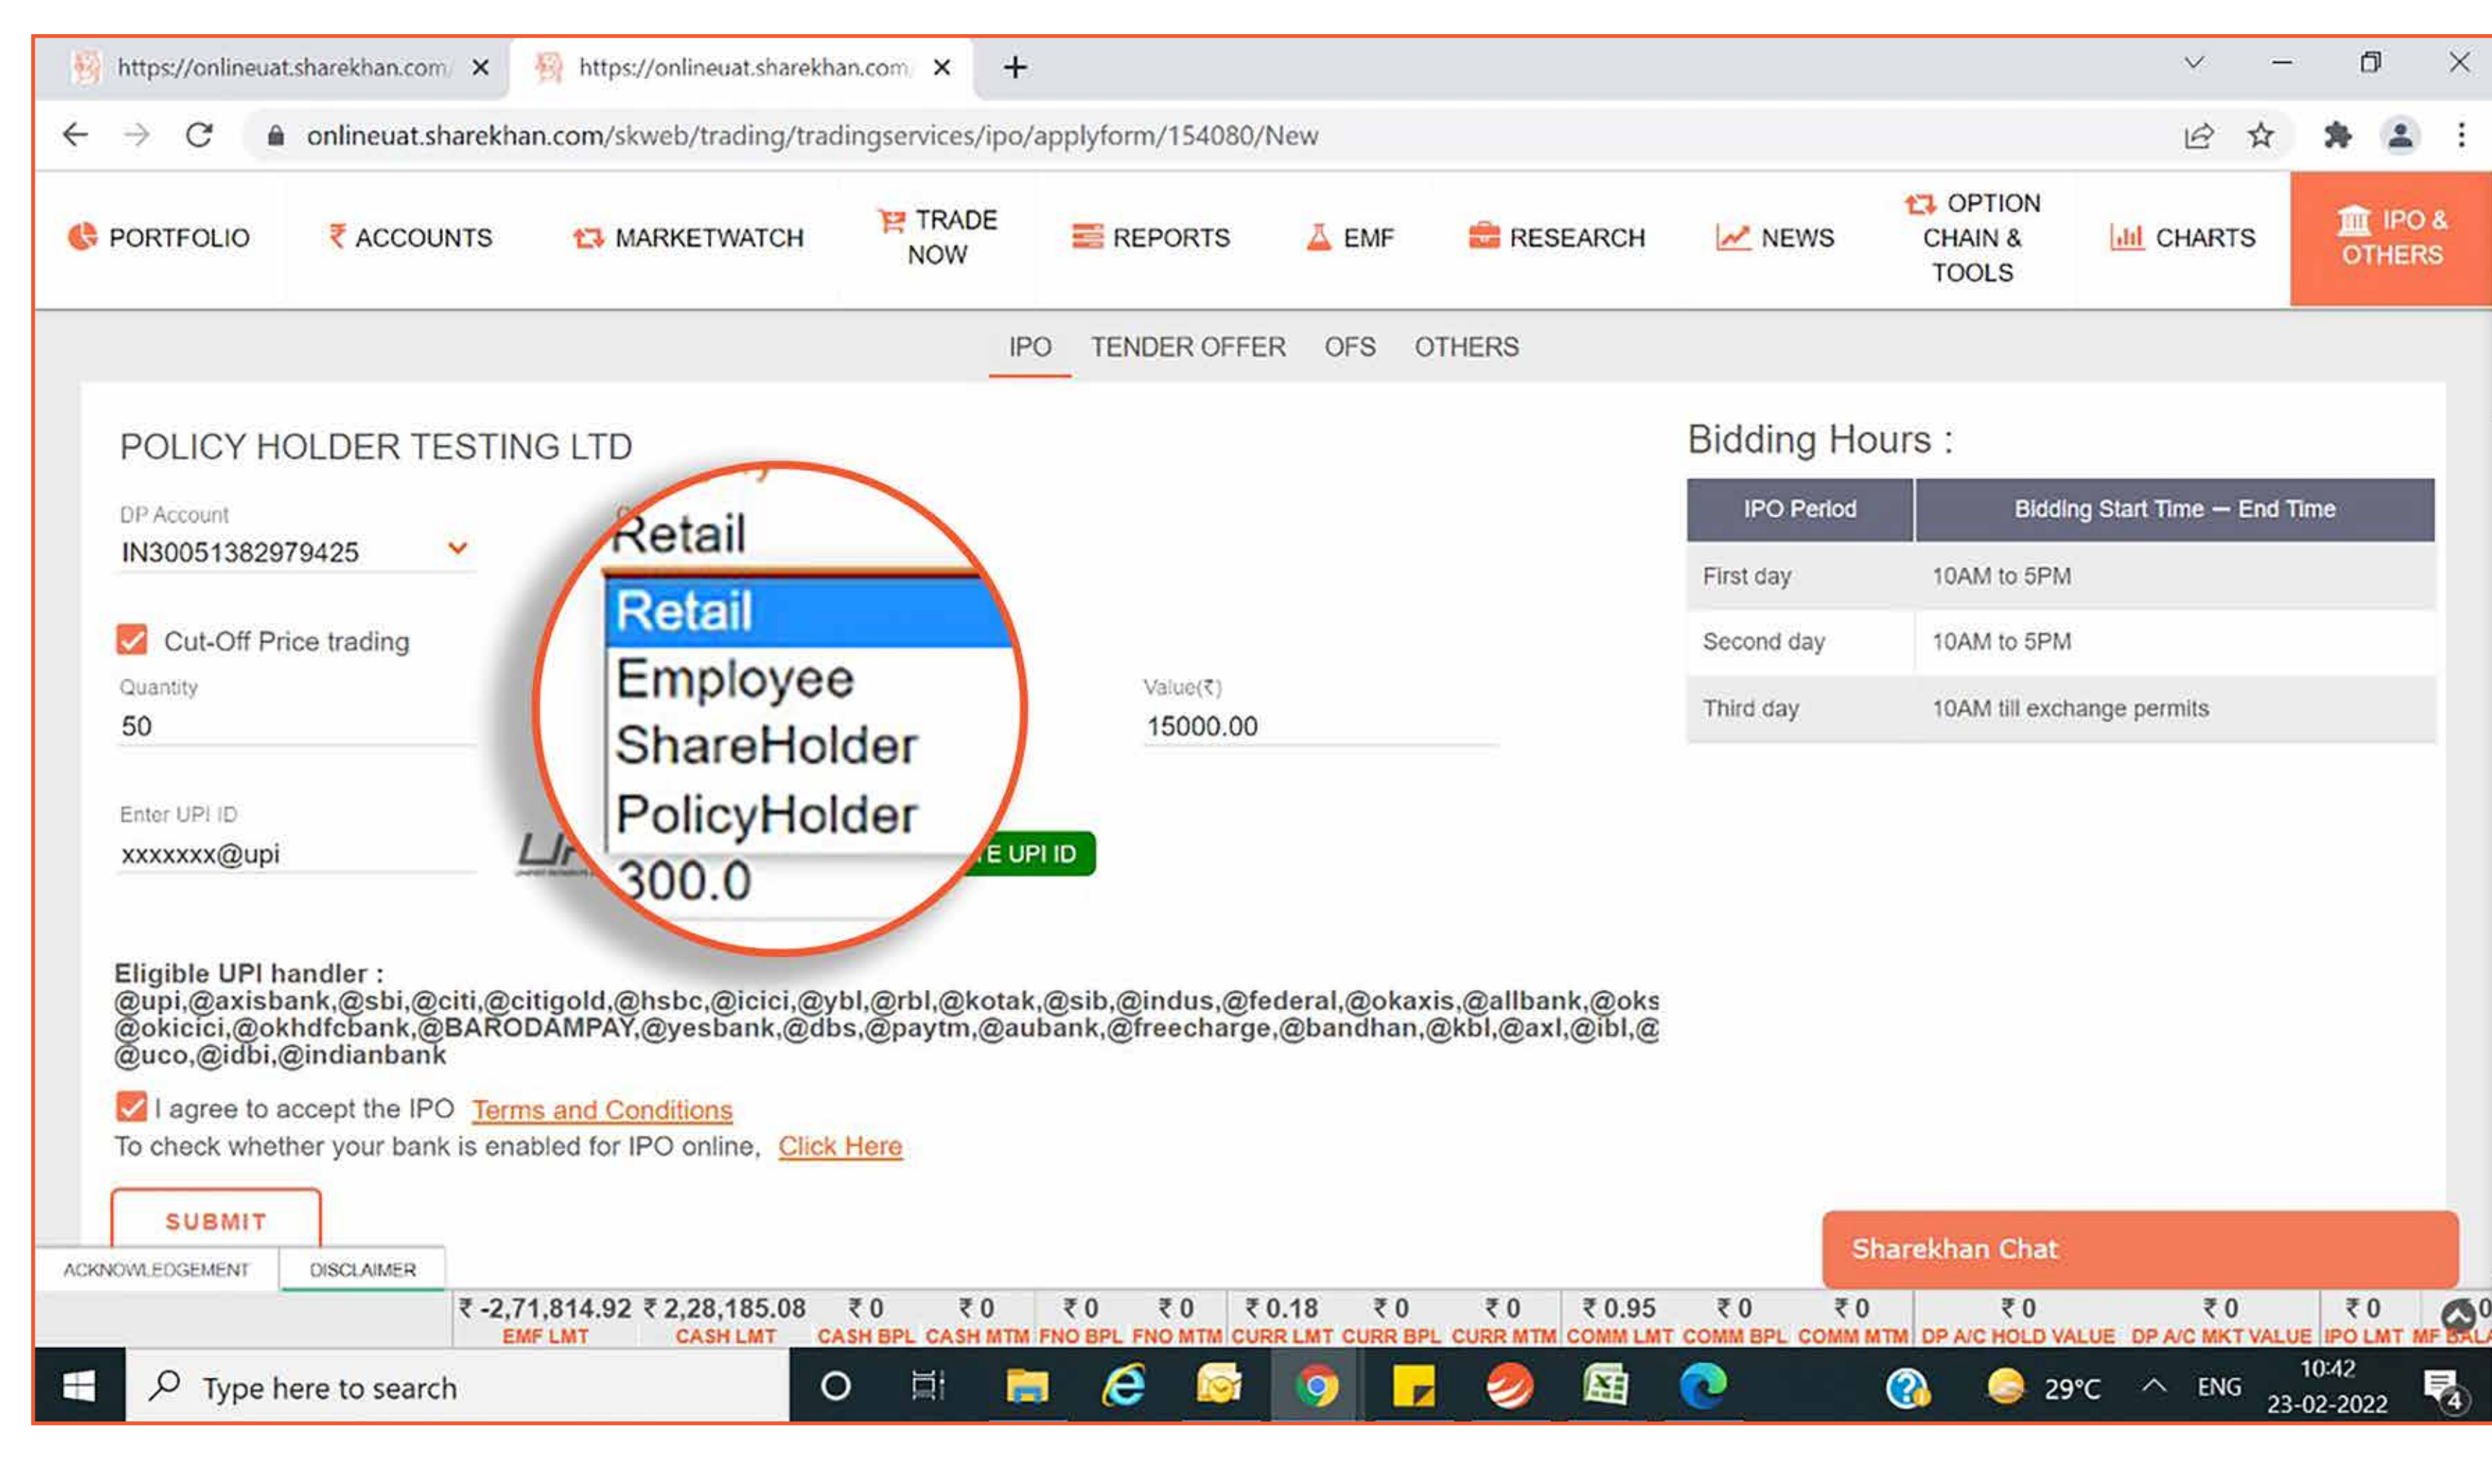 https://onlineuat.sharekhan.com/ https://onlineuat.sharekhan.com/
onlineuat.sharekhan.com/skweb/trading/tradingservices/ipo/applyform/154080/New
PORTFOLIO
₹ ACCOUNTS
MARKETWATCH
TRADE
NOW
REPORTS
EMF
RESEARCH
NEWS
OPTION
CHAIN &
TOOLS
CHARTS
IPO &
OTHERS
IPO TENDER OFFER OFS OTHERS
POLICY HOLDER TESTING LTD
DP Account
IN30051382979425
Cut-Off Price trading
Quantity
50
Retail
Retail
Employee
ShareHolder
PolicyHolder
300.0
Value(₹)
15000.00
Enter UPI ID
xxxxxxx@upi
UPI ID
Bidding Hours :
IPO Period Bidding Start Time – End Time
First day 10AM to 5PM
Second day 10AM to 5PM
Third day 10AM till exchange permits
Eligible UPI handler :
@upi,@axisbank,@sbi,@citi,@citigold,@hsbc,@icici,@ybl,@rbl,@kotak,@sib,@indus,@federal,@okaxis,@allbank,@oks
@okicici,@okhdfcbank,@BARODAMPAY,@yesbank,@dbs,@paytm,@aubank,@freecharge,@bandhan,@kbl,@axl,@ibl,@
@uco,@idbi,@indianbank
I agree to accept the IPO Terms and Conditions
To check whether your bank is enabled for IPO online, Click Here
SUBMIT
Sharekhan Chat
ACKNOWLEDGEMENT DISCLAIMER
₹ -2,71,814.92 ₹ 2,28,185.08 ₹ 0 ₹ 0 ₹ 0 ₹ 0 ₹ 0.18 ₹ 0 ₹ 0 ₹ 0.95 ₹ 0 ₹ 0 ₹ 0 ₹ 0 ₹ 0
EMF LMT CASH LMT CASH BPL CASH MTM FNO BPL FNO MTM CURR LMT CURR BPL CURR MTM COMM LMT COMM BPL COMM MTM DP A/C HOLD VALUE DP A/C MKT VALUE IPO LMT MF
Type here to search
29°C
ENG
10:42
23-02-2022
4